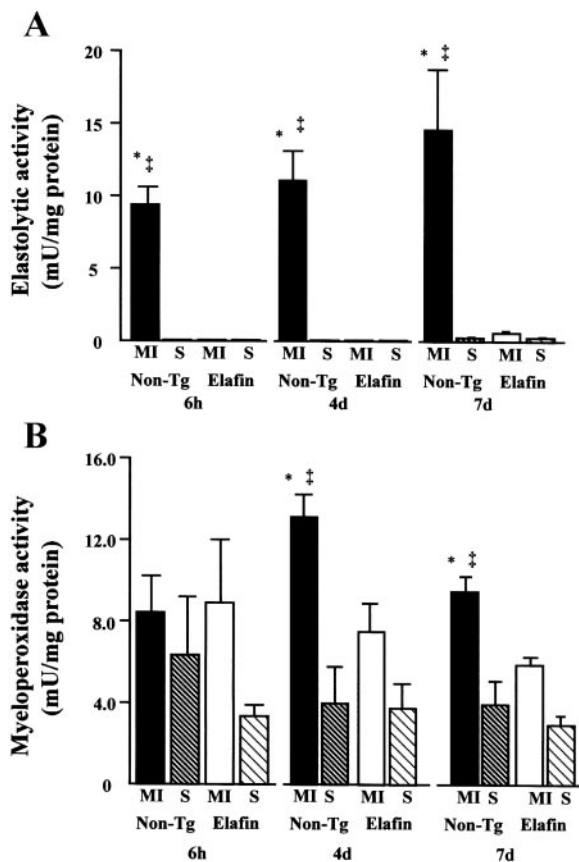 A
Elastolytic activity
(mU/mg protein)
20
15
10
5
0
* ‡
* ‡
* ‡
MI S MI S MI S MI S MI S MI S
Non-Tg Elafin Non-Tg Elafin Non-Tg Elafin
6h 4d 7d
B
Myeloperoxidase activity
(mU/mg protein)
16.0
12.0
8.0
4.0
0
* ‡
* ‡
MI S MI S MI S MI S MI S MI S
Non-Tg Elafin Non-Tg Elafin Non-Tg Elafin
6h 4d 7d